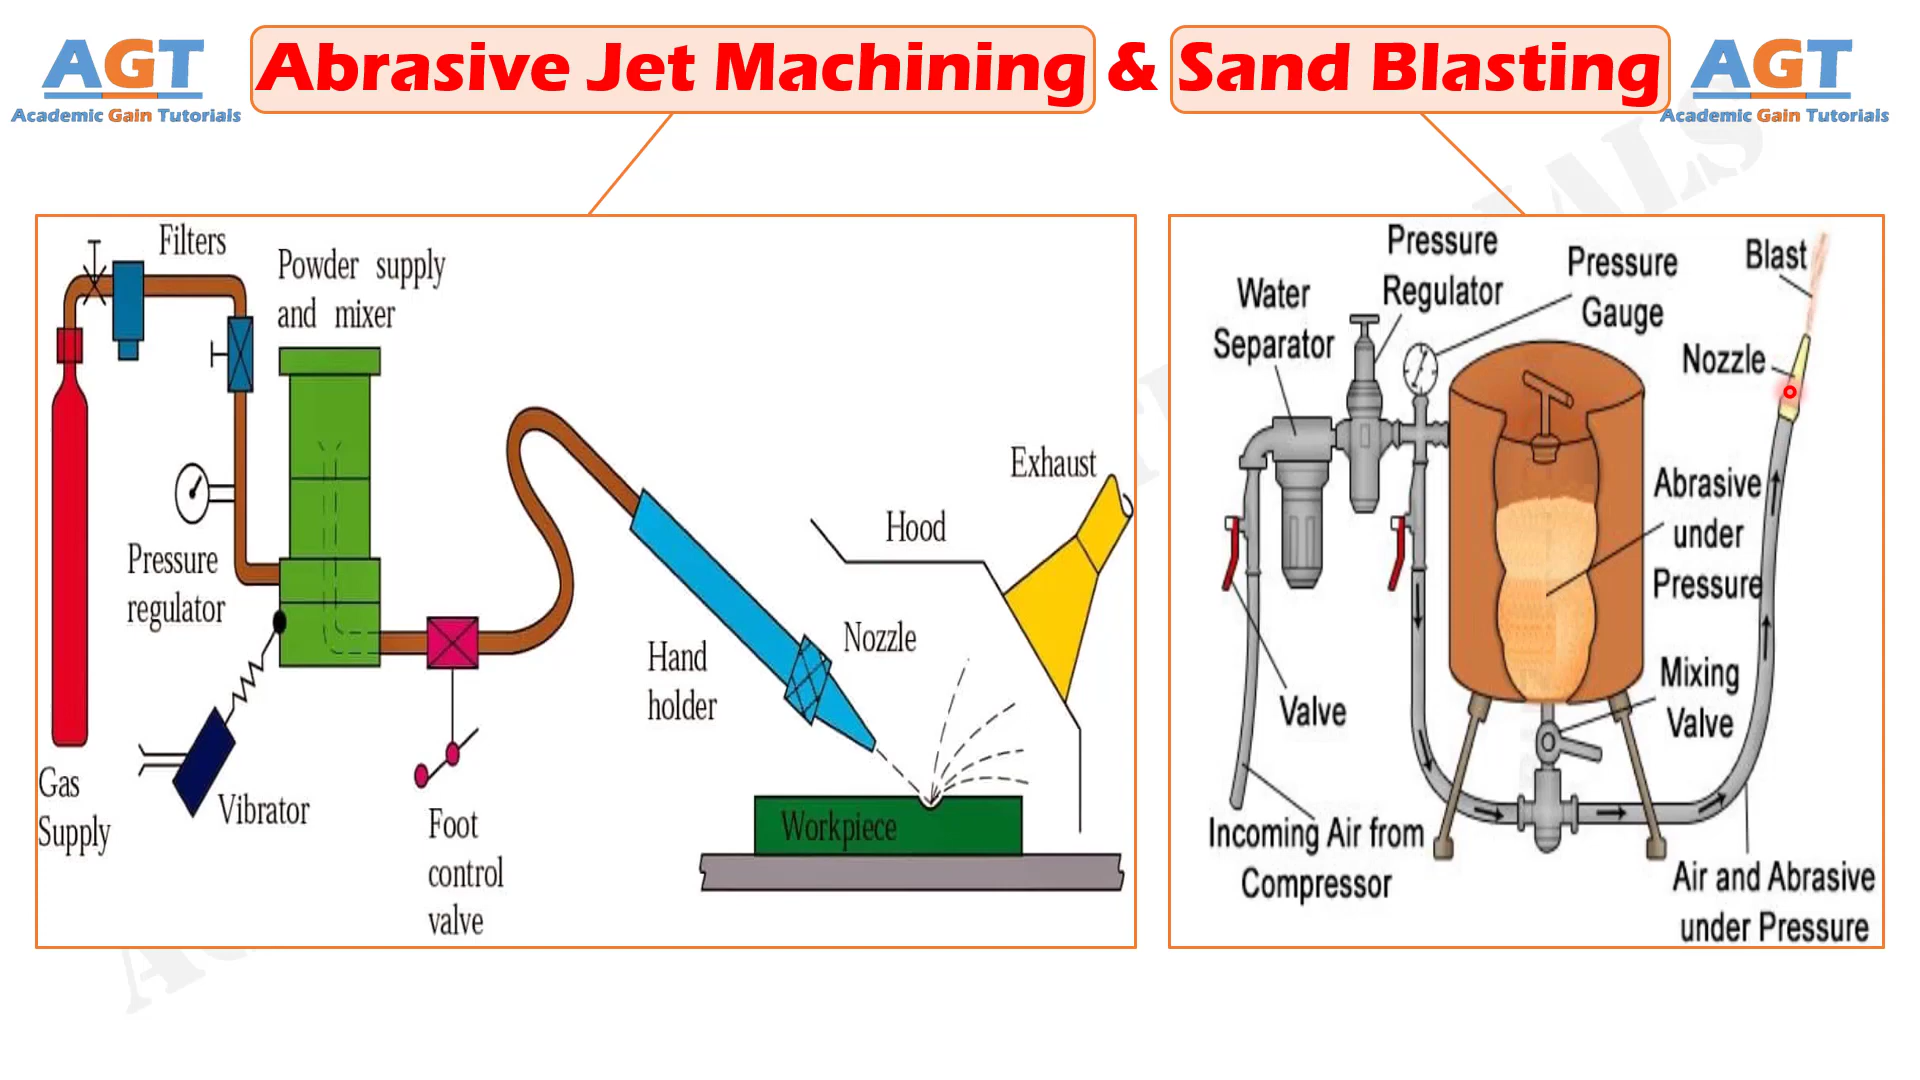 AGT
Academic Gain Tutorials
Abrasive Jet Machining & Sand Blasting
AGT
Academic Gain Tutorials
Filters
Powder supply
and mixer
Pressure
regulator
Gas
Supply
Vibrator
Foot
control
valve
Hand
holder
Nozzle
Hood
Exhaust
Workpiece
Pressure
Regulator
Pressure
Gauge
Blast
Water
Separator
Nozzle
Abrasive
under
Pressure
Valve
Mixing
Valve
Incoming Air from
Compressor
Air and Abrasive
under Pressure